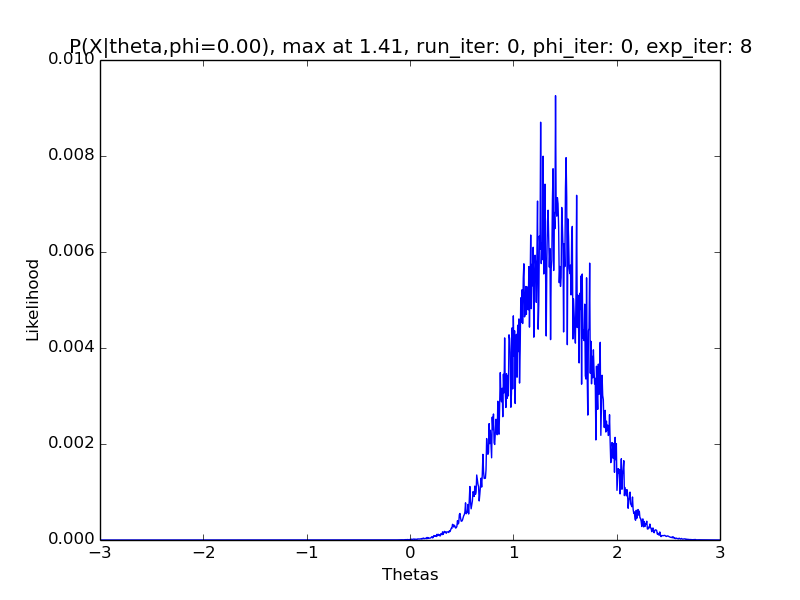 P(X|theta,phi=0.00), max at 1.41, run_iter: 0, phi_iter: 0, exp_iter: 8
0.010
0.008
0.006
0.004
0.002
0.000
Likelihood
−3 −2 −1 0 1 2 3
Thetas